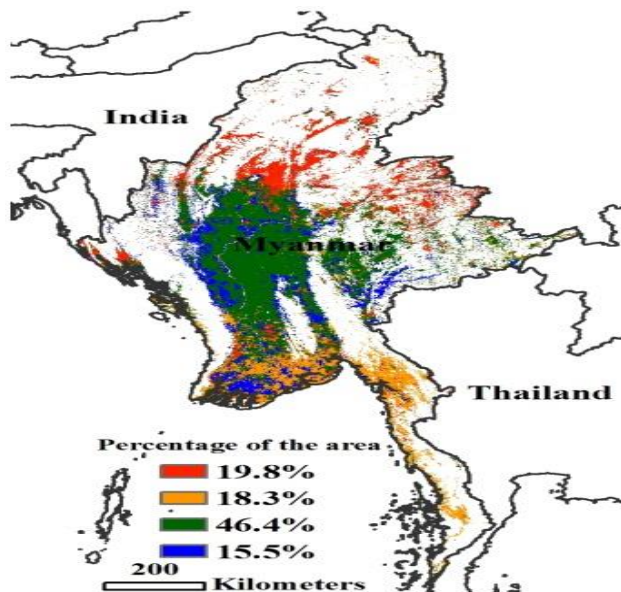 India
Myanmar
Thailand
Percentage of the area
19.8%
18.3%
46.4%
15.5%
200
Kilometers